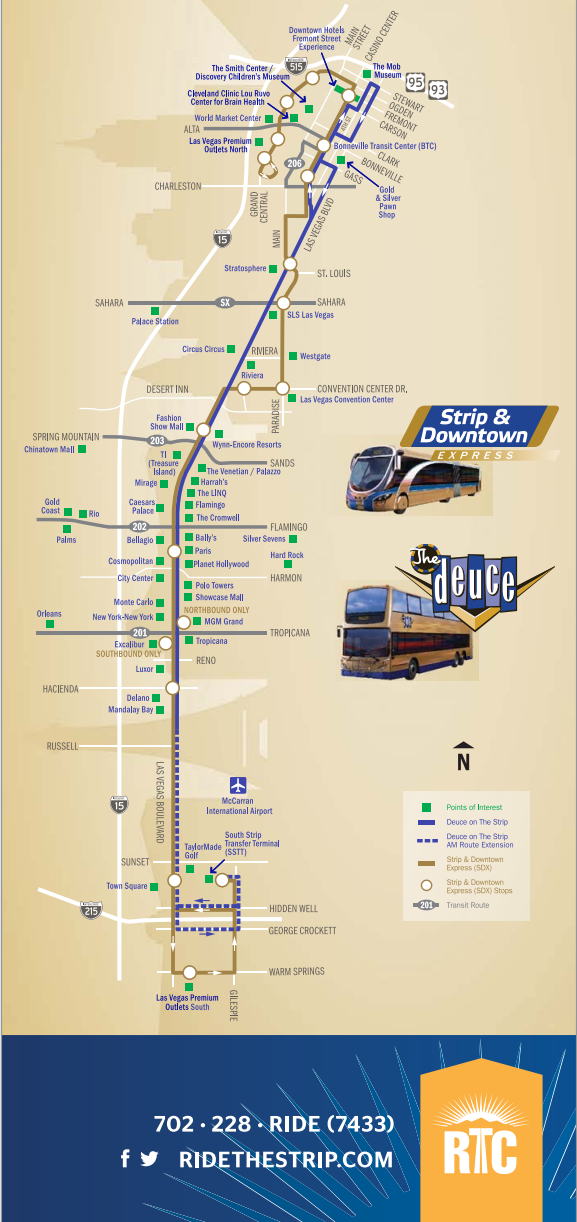 Downtown Hotels
Fremont Street
Experience
MAIN
STREET
CASINO CENTER
515
The Smith Center
Discovery Children's Museum
The Mob
Museum
95
93
Cleveland Clinic Lou Ruvo
Center for Brain Health
STEWART
OGDEN
FREMONT
CARSON
World Market Center
4th ST
ALTA
Las Vegas Premium
Outlets North
Bonneville Transit Center (BTC)
206
CLARK
BONNEVILLE
GASS
CHARLESTON
Gold
& Silver
Pawn
Shop
GRAND
CENTRAL
MAIN
LAS VEGAS BLVD
15
Stratosphere
ST. LOUIS
SAHARA
SX
SAHARA
Palace Station
SLS Las Vegas
Circus Circus
RIVIERA
Westgate
Riviera
DESERT INN
CONVENTION CENTER DR.
Las Vegas Convention Center
PARADISE
Fashion
Show Mall
SPRING MOUNTAIN
203
Wynn-Encore Resorts
Chinatown Mall
TI
(Treasure
Island)
SANDS
The Venetian / Palazzo
Mirage
Harrah's
The LINQ
Gold
Coast
Rio
Caesars
Palace
Flamingo
The Cromwell
202
FLAMINGO
Palms
Bellagio
Bally's
Silver Sevens
Paris
Hard Rock
Cosmopolitan
Planet Hollywood
City Center
HARMON
Polo Towers
Monte Carlo
Showcase Mall
NORTHBOUND ONLY
Orleans
New York-New York
MGM Grand
201
TROPICANA
Excalibur
Tropicana
SOUTHBOUND ONLY
RENO
Luxor
HACIENDA
Delano
Mandalay Bay
RUSSELL
LAS VEGAS BOULEVARD
McCarran
International Airport
15
South Strip
Transfer Terminal
(SSTT)
TaylorMade
Golf
SUNSET
Town Square
215
HIDDEN WELL
GEORGE CROCKETT
WARM SPRINGS
Las Vegas Premium
Outlets South
GILESPIE
Strip &
Downtown
EXPRESS
The
deuce
N
Points of Interest
Deuce on The Strip
Deuce on The Strip
AM Route Extension
Strip & Downtown
Express (SDX)
Strip & Downtown
Express (SDX) Stops
201 Transit Route
702 · 228 · RIDE (7433)
RIDETHESTRIP.COM
RTC